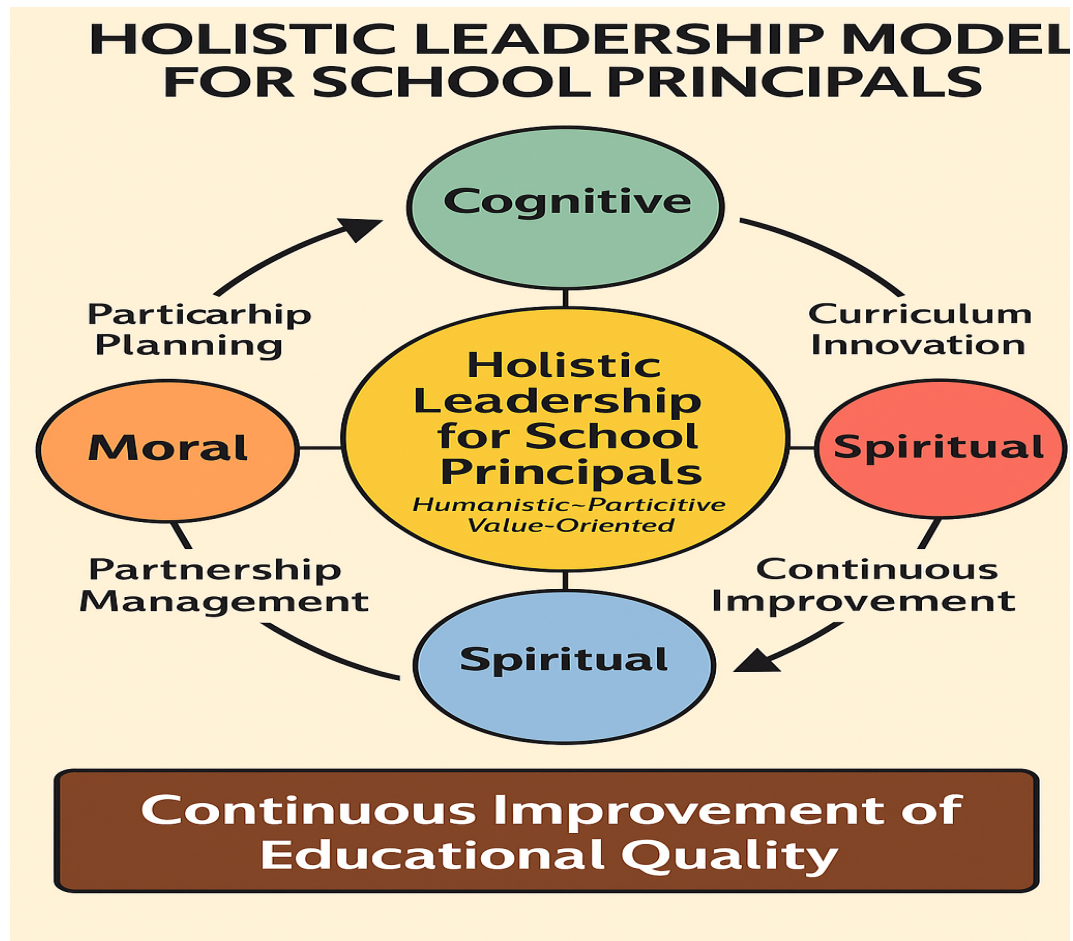 HOLISTIC LEADERSHIP MODEL
FOR SCHOOL PRINCIPALS
Cognitive
Particarhip
Planning
Curriculum
Innovation
Holistic
Leadership
for School
Principals
Humanistic~Particitive
Value-Oriented
Moral
Spiritual
Partnership
Management
Continuous
Improvement
Spiritual
Continuous Improvement of
Educational Quality